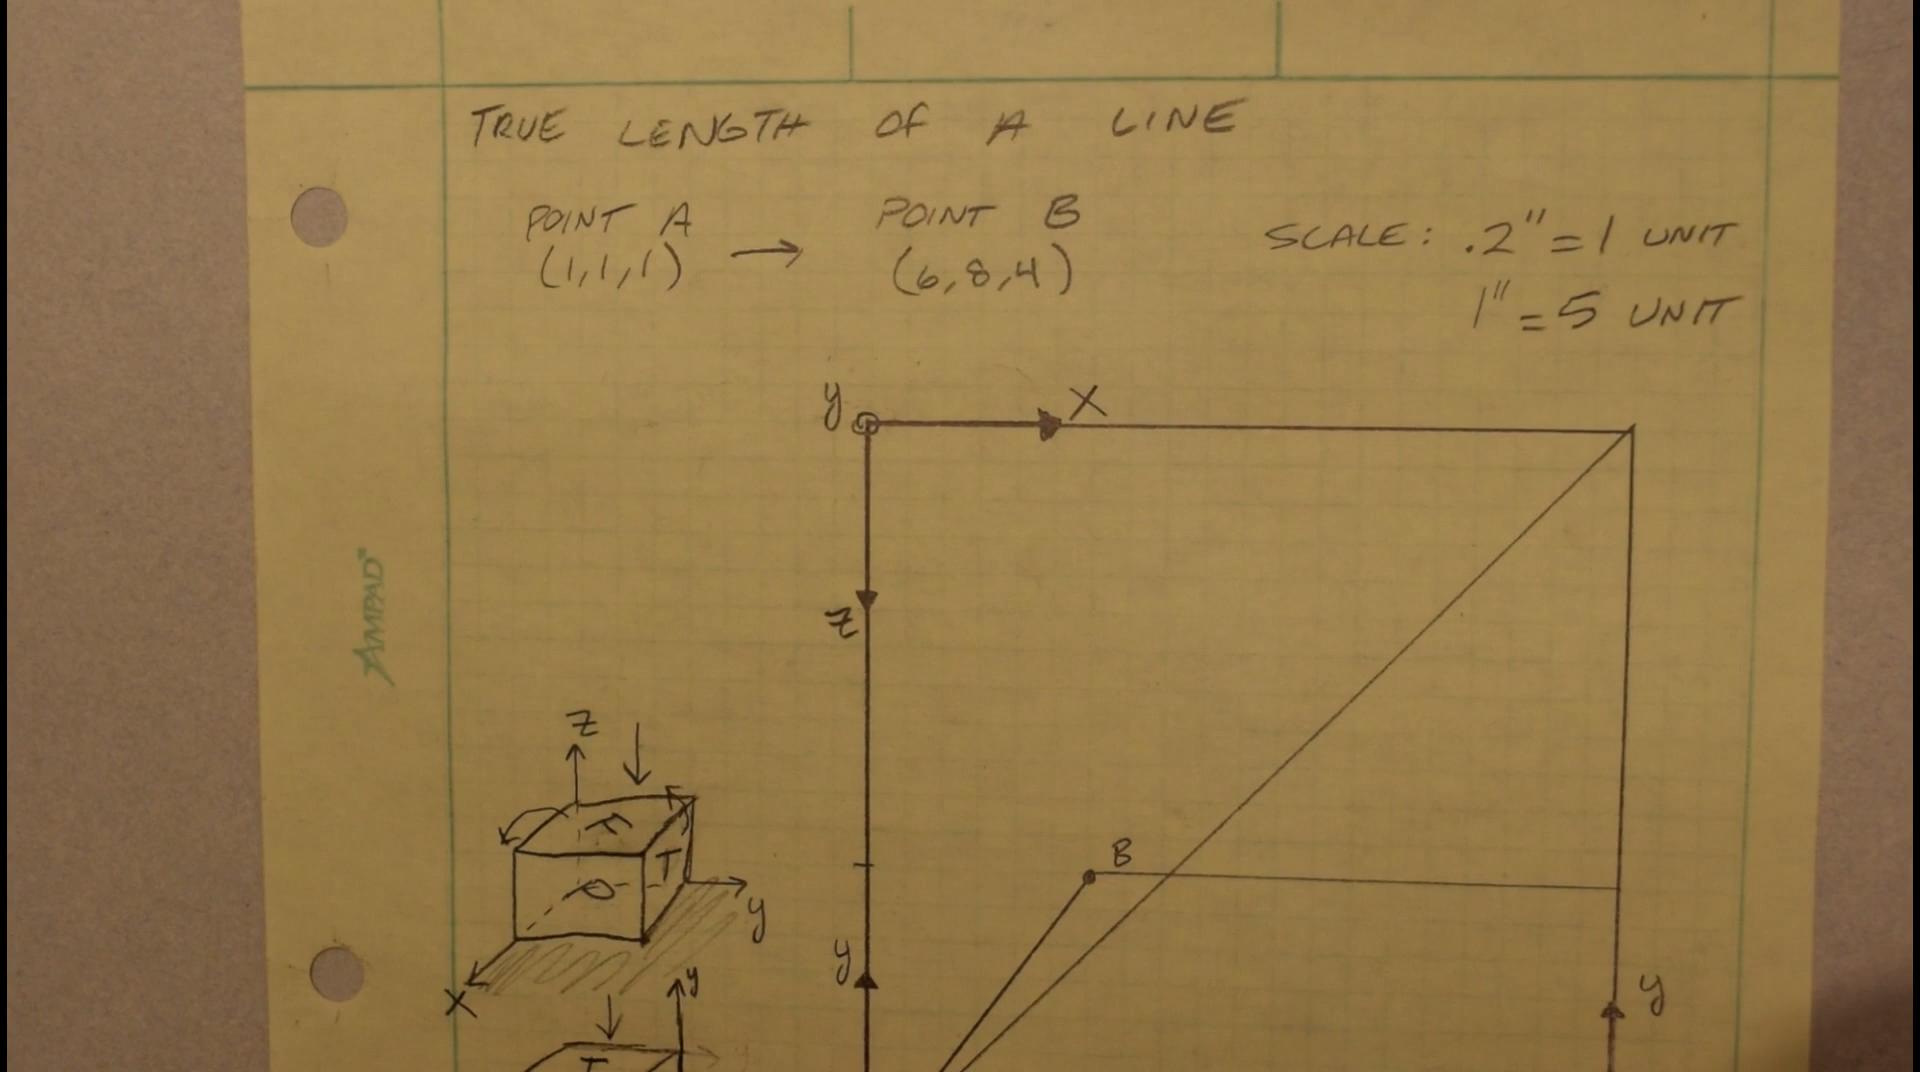 TRUE LENGTH OF A LINE
POINT A → POINT B
(1,1,1) (6,8,4)
SCALE: .2" = 1 UNIT
1" = 5 UNIT
y X
Z
AMPAD
Z
T
y
X
B
y
y
y
T